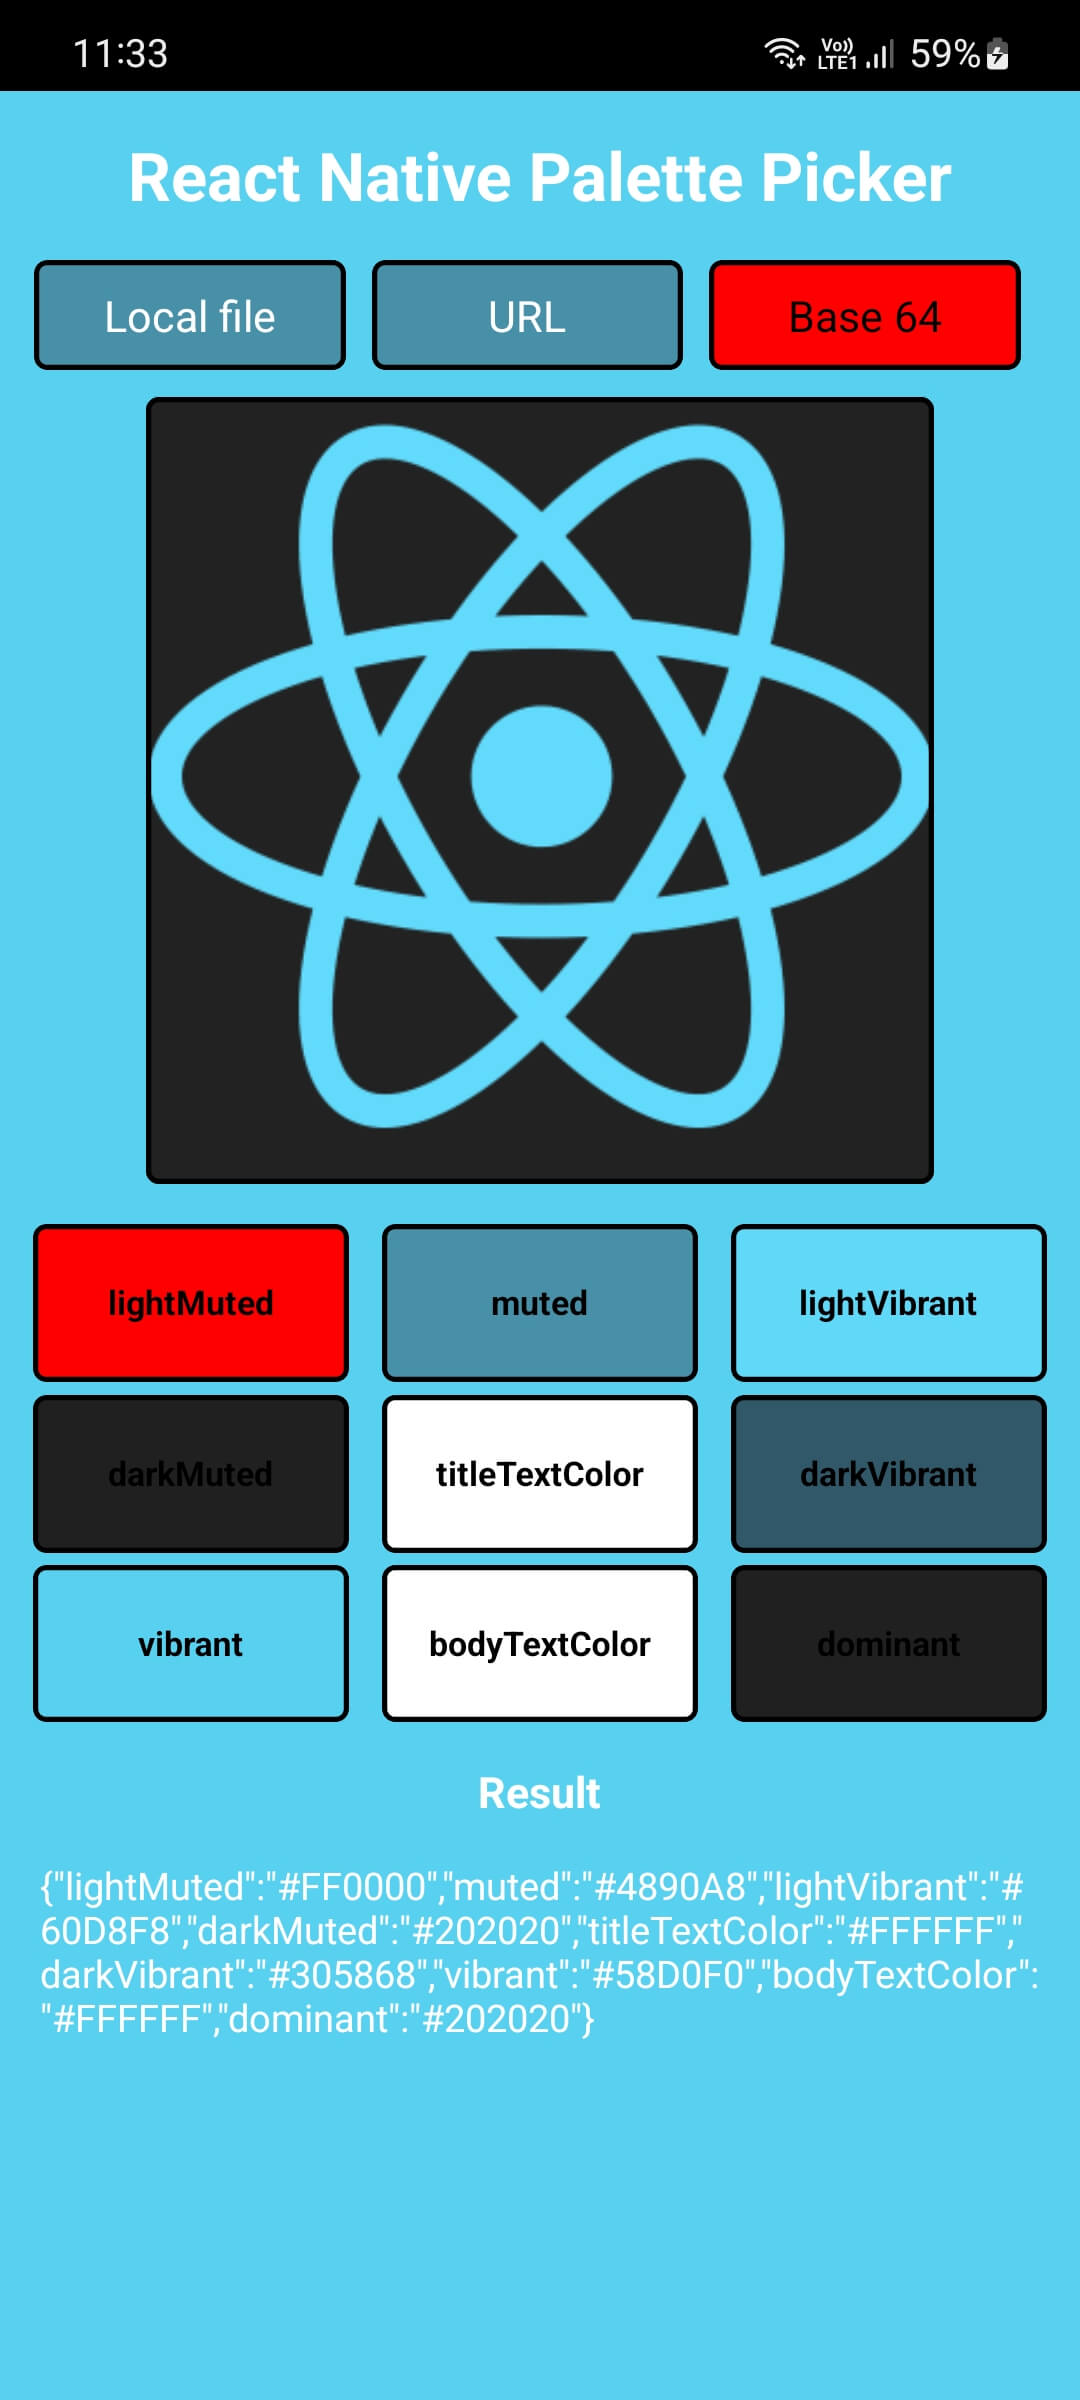 11:33 Vo)) LTE1 59%
React Native Palette Picker
Local file URL Base 64
lightMuted muted lightVibrant
darkMuted titleTextColor darkVibrant
vibrant bodyTextColor dominant
Result
{"lightMuted":"#FF0000","muted":"#4890A8","lightVibrant":"#
60D8F8","darkMuted":"#202020","titleTextColor":"#FFFFFF","
darkVibrant":"#305868","vibrant":"#58D0F0","bodyTextColor":
"#FFFFFF","dominant":"#202020"}